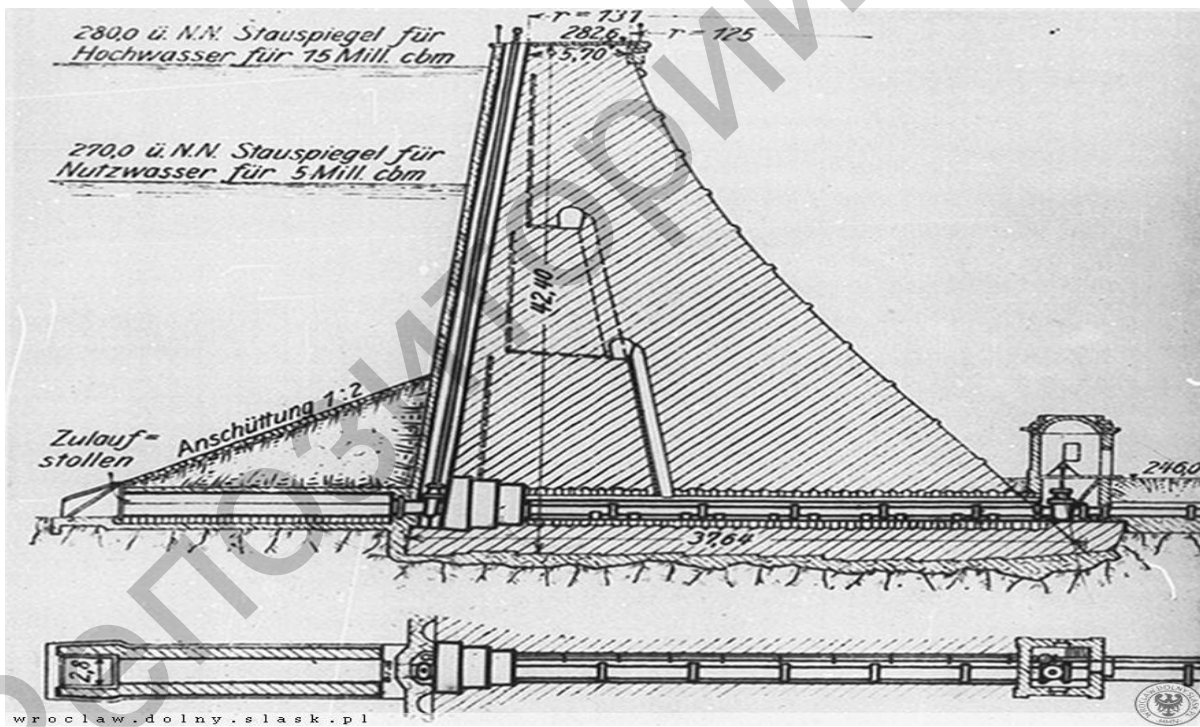 r = 137
280,0 ü. N.N. Stauspiegel für
Hochwasser für 15 Mill. cbm
282,6
r = 125
5,70
270,0 ü. N.N. Stauspiegel für
Nutzwasser für 5 Mill. cbm
42,40
Anschüttung 1:2
Zulauf=
stollen
246,0
37,64
2,8
РЕПОЗИТОРИ
wroclaw.dolny.slask.pl